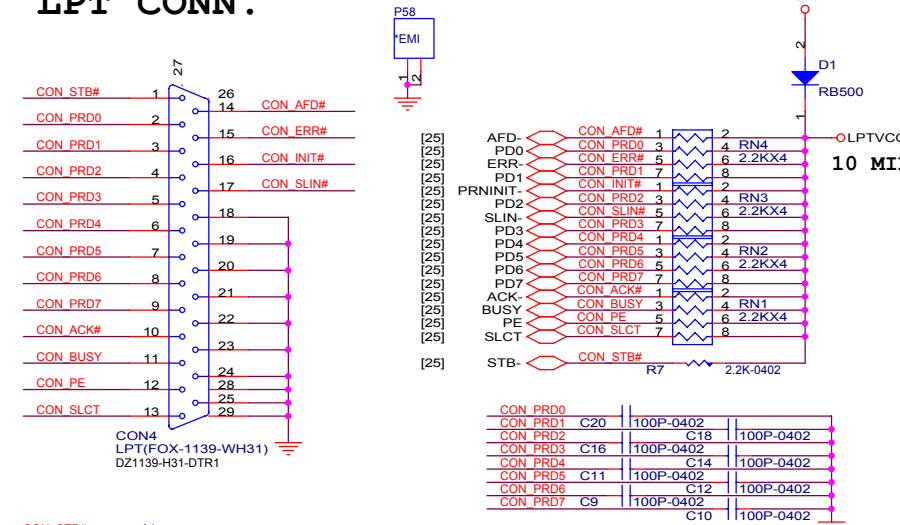 LPT CONN.
P58
*EMI
1
2
27
CON_STB# 1 26
14 CON_AFD#
CON_PRD0 2
15 CON_ERR#
CON_PRD1 3
16 CON_INIT#
CON_PRD2 4
17 CON_SLIN#
CON_PRD3 5
18
CON_PRD4 6
19
CON_PRD5 7
20
CON_PRD6 8
21
CON_PRD7 9
22
CON_ACK# 10
23
CON_BUSY 11
24
CON_PE 12 28
25
CON_SLCT 13 29
CON4
LPT(FOX-1139-WH31)
DZ1139-H31-DTR1
2
D1
RB500
1
LPTVCC
10 MIL
[25] AFD- CON_AFD# 1 2
[25] PD0 CON_PRD0 3 4 RN4
[25] ERR- CON_ERR# 5 6 2.2KX4
[25] PD1 CON_PRD1 7 8
[25] PRNINIT- CON_INIT# 1 2
[25] PD2 CON_PRD2 3 4 RN3
[25] SLIN- CON_SLIN# 5 6 2.2KX4
[25] PD3 CON_PRD3 7 8
[25] PD4 CON_PRD4 1 2
[25] PD5 CON_PRD5 3 4 RN2
[25] PD6 CON_PRD6 5 6 2.2KX4
[25] PD7 CON_PRD7 7 8
[25] ACK- CON_ACK# 1 2
[25] BUSY CON_BUSY 3 4 RN1
[25] PE CON_PE 5 6 2.2KX4
[25] SLCT CON_SLCT 7 8
[25] STB- CON_STB#
R7 2.2K-0402
CON_PRD0
CON_PRD1 C20 100P-0402
CON_PRD2 C18 100P-0402
CON_PRD3 C16 100P-0402
CON_PRD4 C14 100P-0402
CON_PRD5 C11 100P-0402
CON_PRD6 C12 100P-0402
CON_PRD7 C9 100P-0402
C10 100P-0402